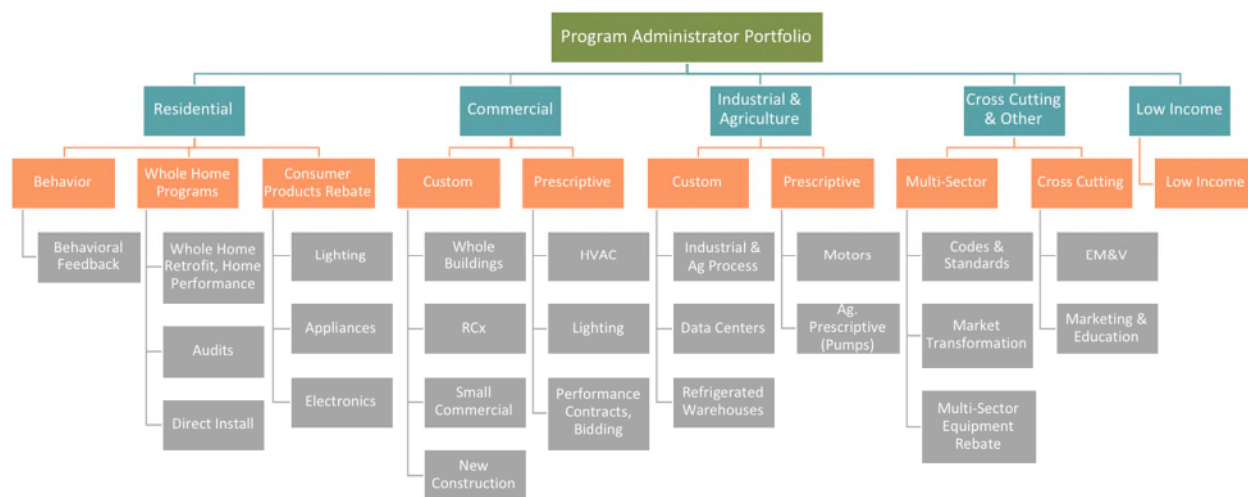 Program Administrator Portfolio
Residential
Commercial
Industrial &
Agriculture
Cross Cutting
& Other
Low Income
Behavior
Whole Home
Programs
Consumer
Products Rebate
Custom
Prescriptive
Custom
Prescriptive
Multi-Sector
Cross Cutting
Low Income
Behavioral
Feedback
Whole Home
Retrofit, Home
Performance
Audits
Direct Install
Lighting
Appliances
Electronics
Whole
Buildings
RCx
Small
Commercial
New
Construction
HVAC
Lighting
Performance
Contracts,
Bidding
Industrial &
Ag Process
Data Centers
Refrigerated
Warehouses
Motors
Ag.
Prescriptive
(Pumps)
Codes &
Standards
Market
Transformation
Multi-Sector
Equipment
Rebate
EM&V
Marketing &
Education